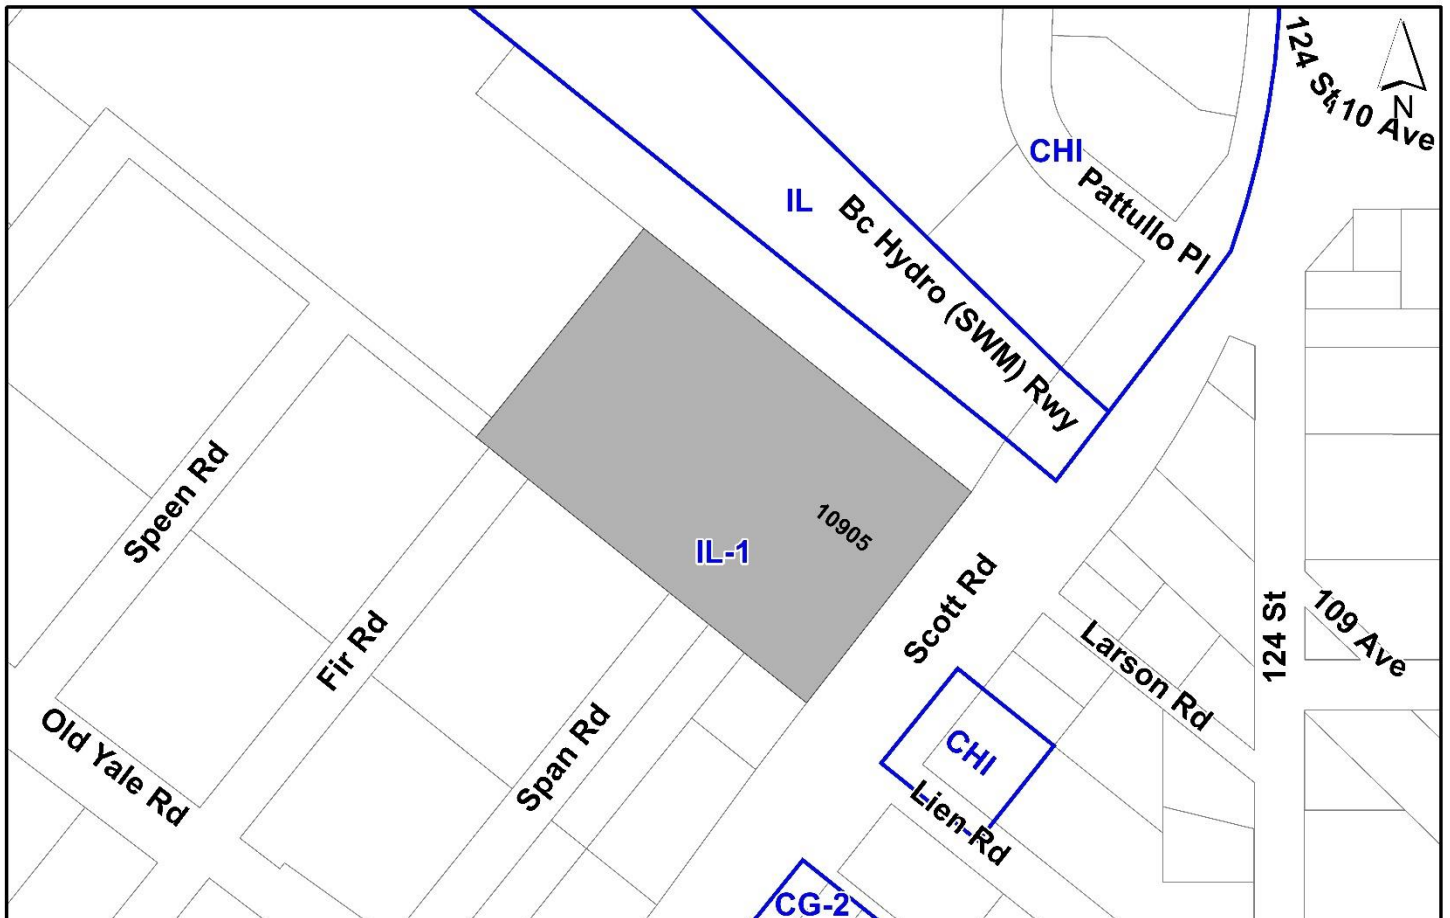 124 St
110 Ave
N
CHI
Pattullo Pl
IL
Bc Hydro (SWM) Rwy
Speen Rd
10905
IL-1
Scott Rd
124 St
109 Ave
Fir Rd
Larson Rd
Old Yale Rd
Span Rd
CHI
Lien Rd
CG-2